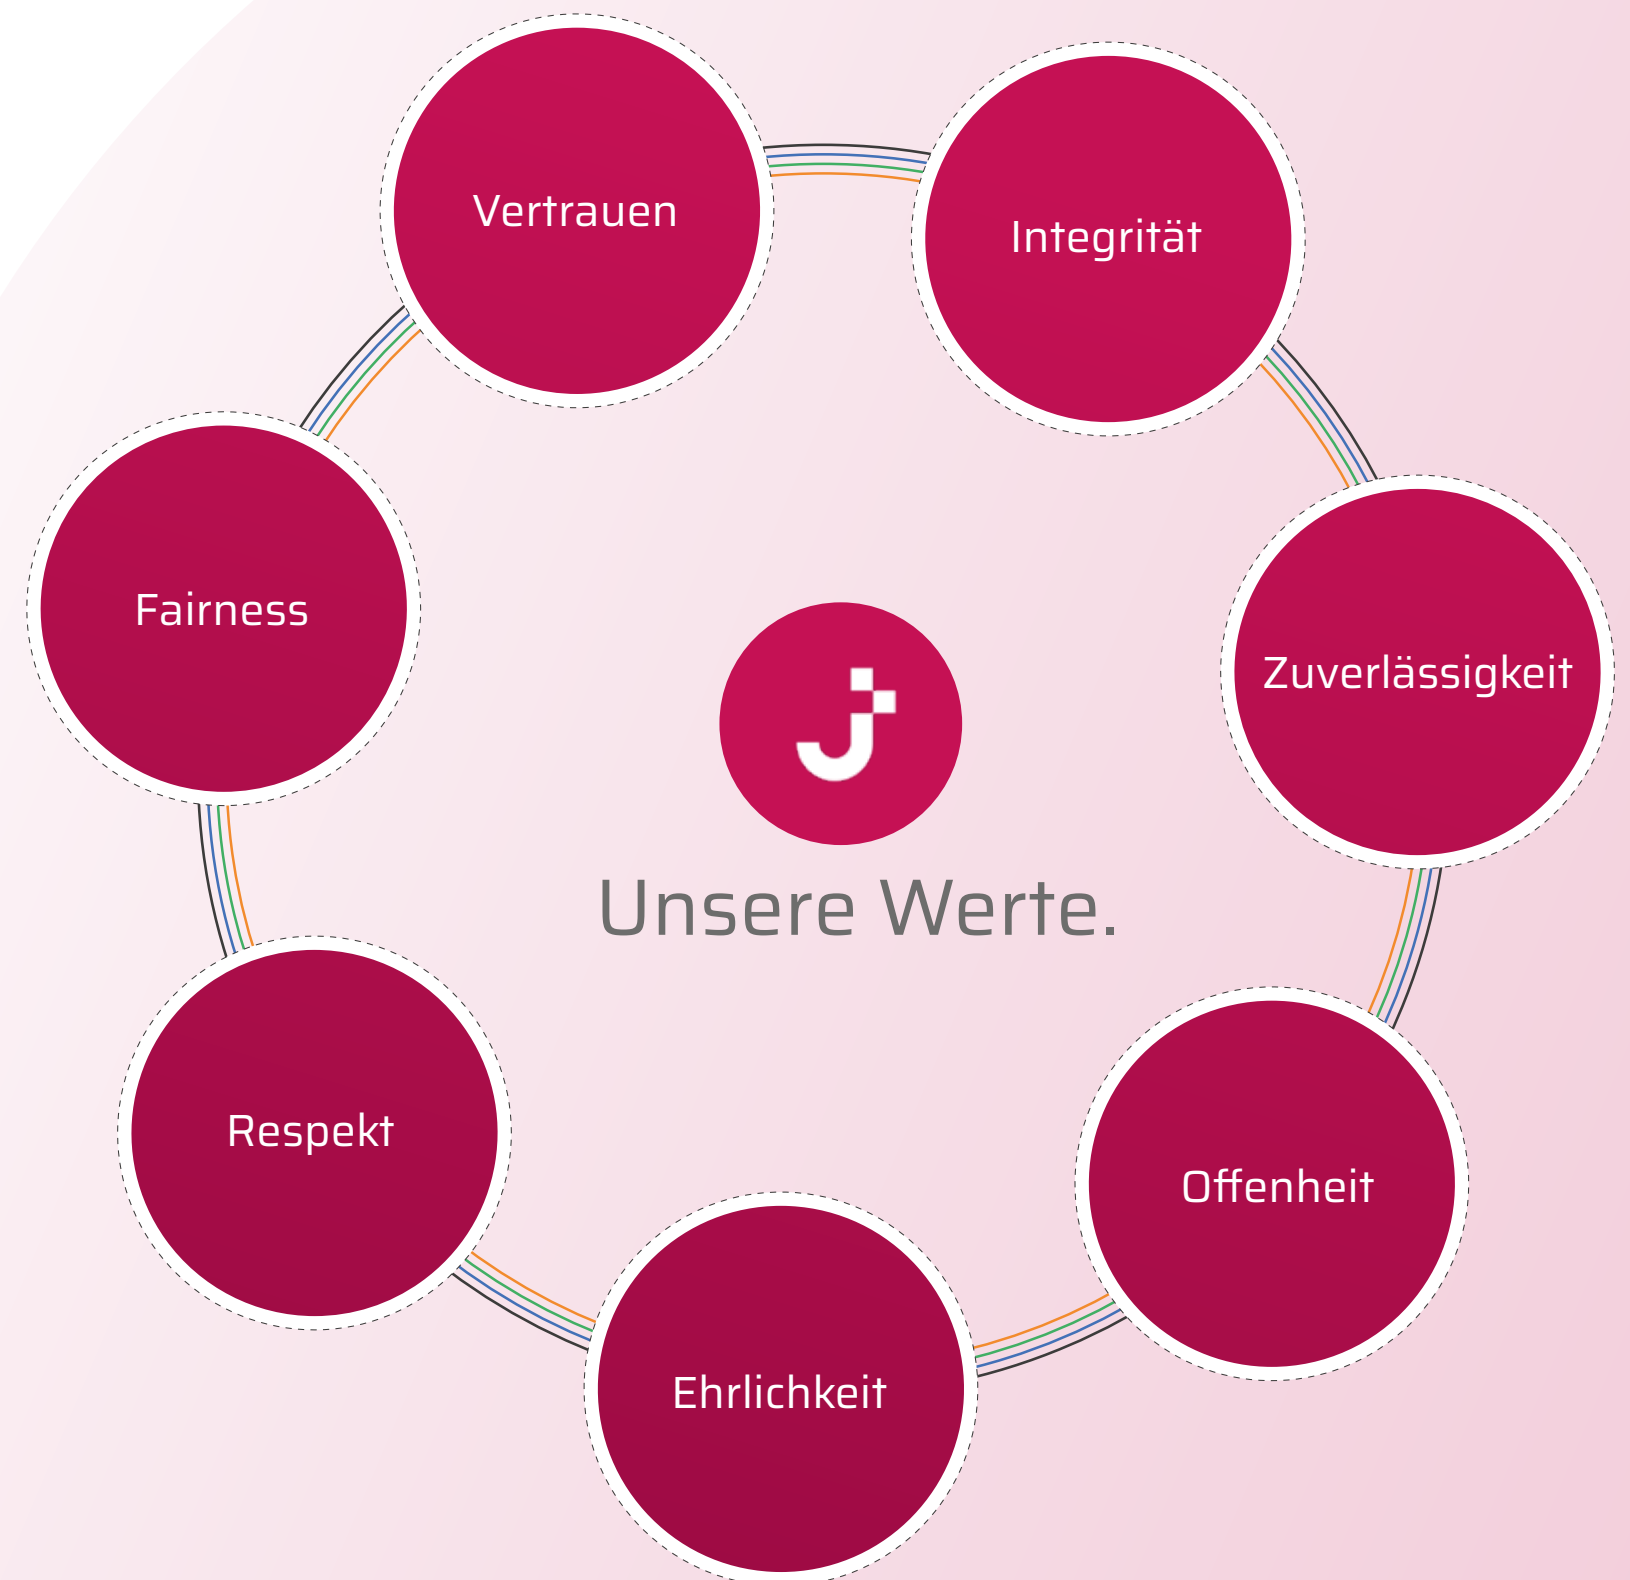 Vertrauen
Integrität
Zuverlässigkeit
Offenheit
Ehrlichkeit
Respekt
Fairness
Unsere Werte.